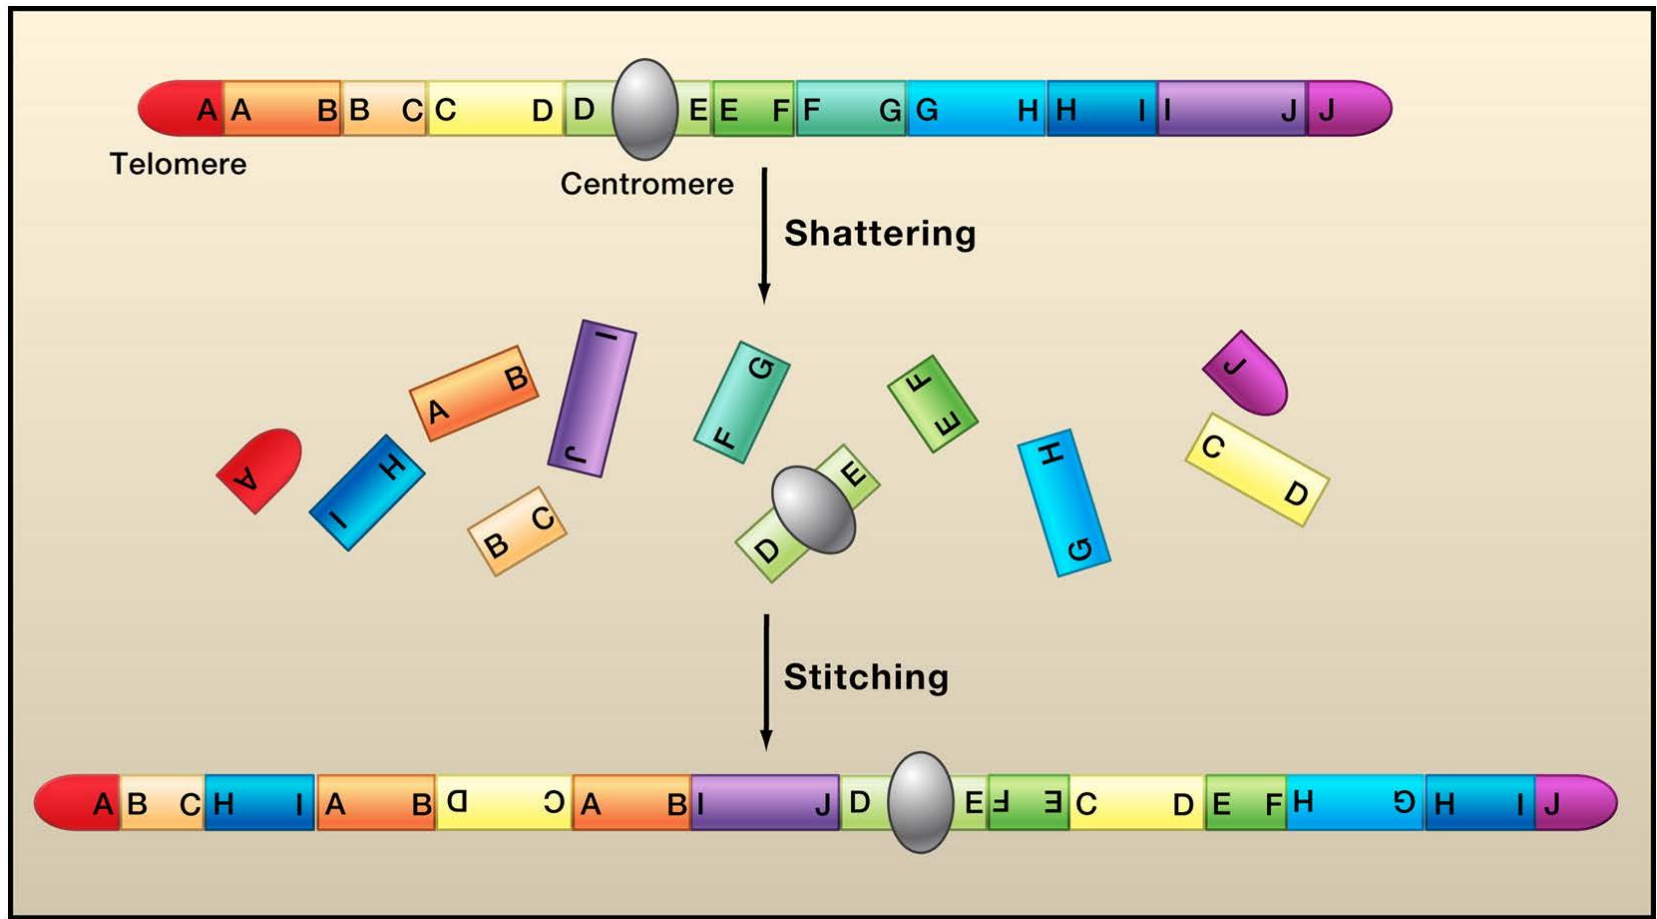 A A B B C C D D E E F F G G H H I I J J
Telomere
Centromere
Shattering
I
J
A B
G
F
F
E
J
A
H
I
B C
E
D
H
G
C
D
Stitching
A B C H I A B D C A B I J D E F E C D E F H G H I J